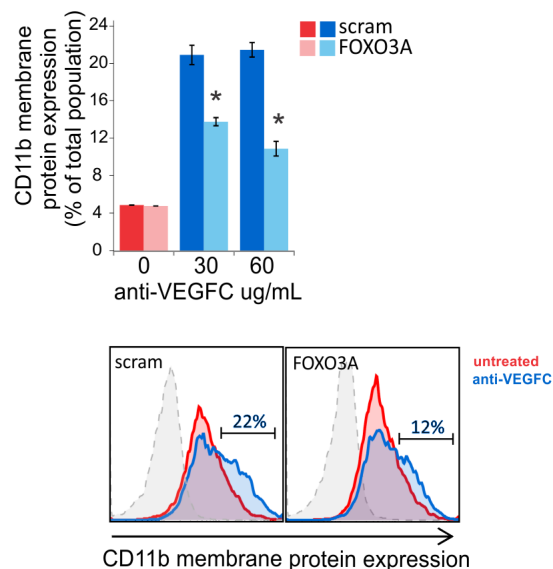 CD11b membrane
protein expression
(% of total population)
24
20
16
12
8
4
0
*
*
scram
FOXO3A
0 30 60
anti-VEGFC ug/mL
scram
22%
FOXO3A
12%
untreated
anti-VEGFC
CD11b membrane protein expression